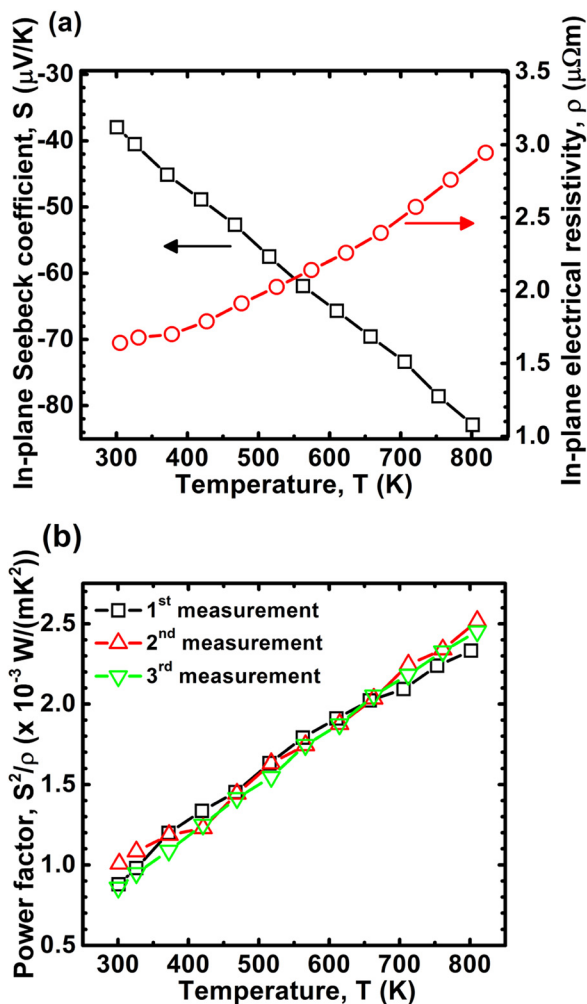 (a)
In-plane Seebeck coefficient, S (μV/K)
-30
-40
-50
-60
-70
-80
3.5
3.0
2.5
2.0
1.5
1.0
In-plane electrical resistivity, ρ (μΩm)
300 400 500 600 700 800
Temperature, T (K)
(b)
Power factor, S²/ρ (x 10⁻³ W/(mK²))
1ˢᵗ measurement
2ⁿᵈ measurement
3ʳᵈ measurement
2.5
2.0
1.5
1.0
0.5
300 400 500 600 700 800
Temperature, T (K)